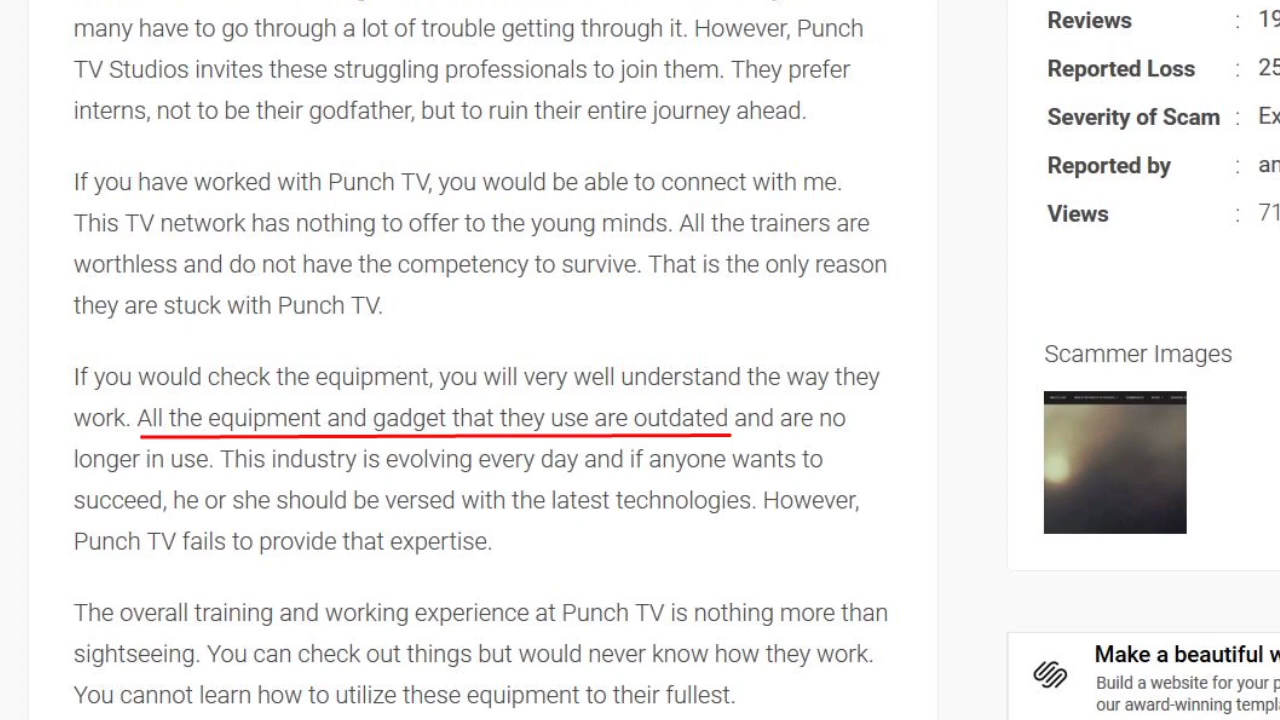 many have to go through a lot of trouble getting through it. However, Punch
TV Studios invites these struggling professionals to join them. They prefer
interns, not to be their godfather, but to ruin their entire journey ahead.
If you have worked with Punch TV, you would be able to connect with me.
This TV network has nothing to offer to the young minds. All the trainers are
worthless and do not have the competency to survive. That is the only reason
they are stuck with Punch TV.
If you would check the equipment, you will very well understand the way they
work. All the equipment and gadget that they use are outdated and are no
longer in use. This industry is evolving every day and if anyone wants to
succeed, he or she should be versed with the latest technologies. However,
Punch TV fails to provide that expertise.
The overall training and working experience at Punch TV is nothing more than
sightseeing. You can check out things but would never know how they work.
You cannot learn how to utilize these equipment to their fullest.
Reviews : 19
Reported Loss : 25
Severity of Scam : Ex
Reported by : an
Views : 71
Scammer Images
Make a beautiful w
Build a website for your p
our award-winning templa